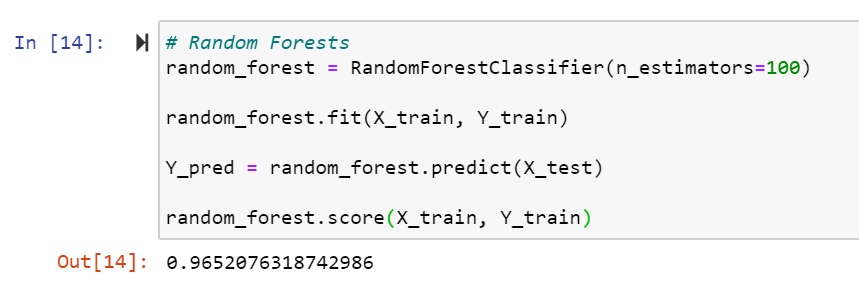 In [14]: # Random Forests
random_forest = RandomForestClassifier(n_estimators=100)
random_forest.fit(X_train, Y_train)
Y_pred = random_forest.predict(X_test)
random_forest.score(X_train, Y_train)
Out[14]: 0.9652076318742986